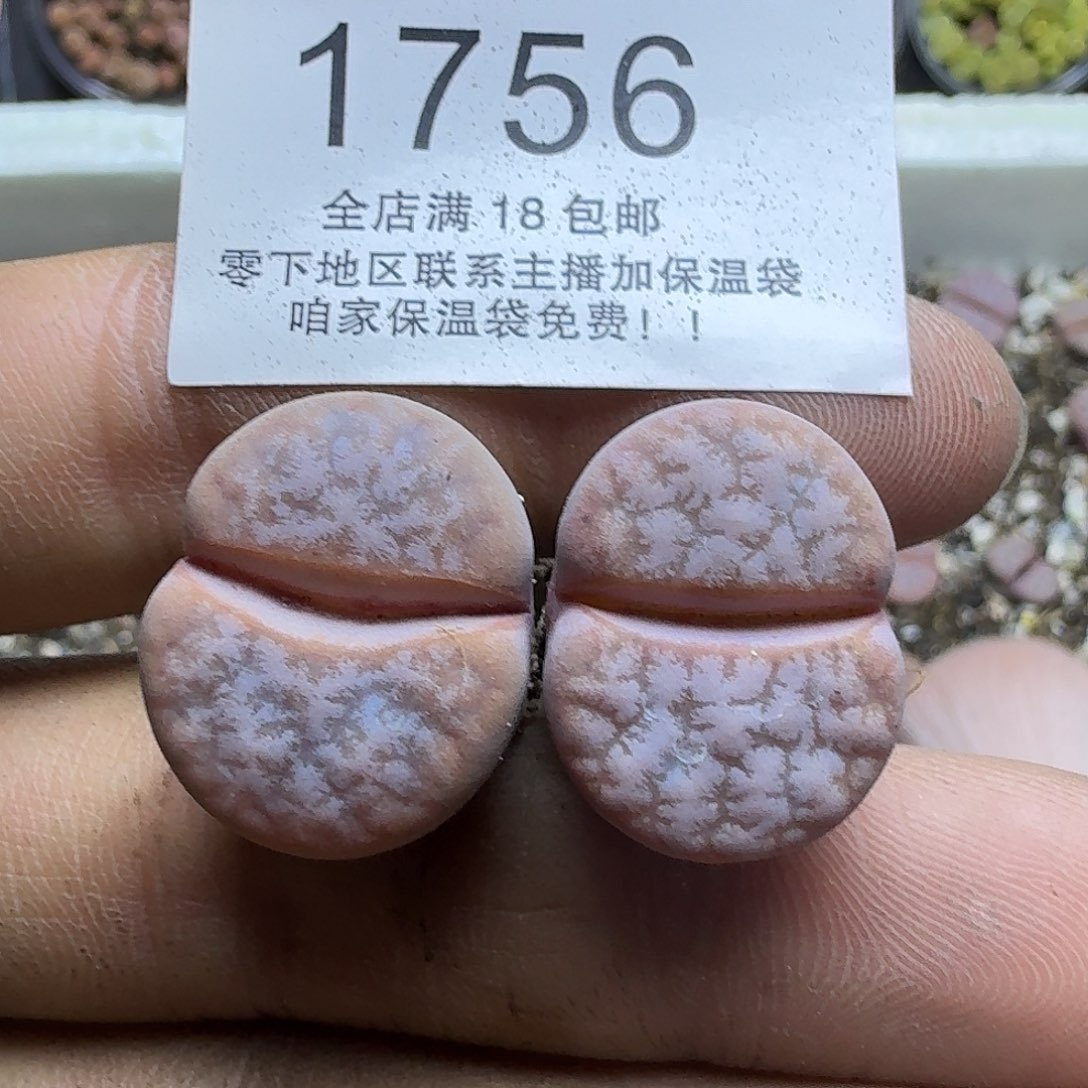 1756
全店满 18 包邮
零下地区联系主播加保温袋
咱家保温袋免费！！